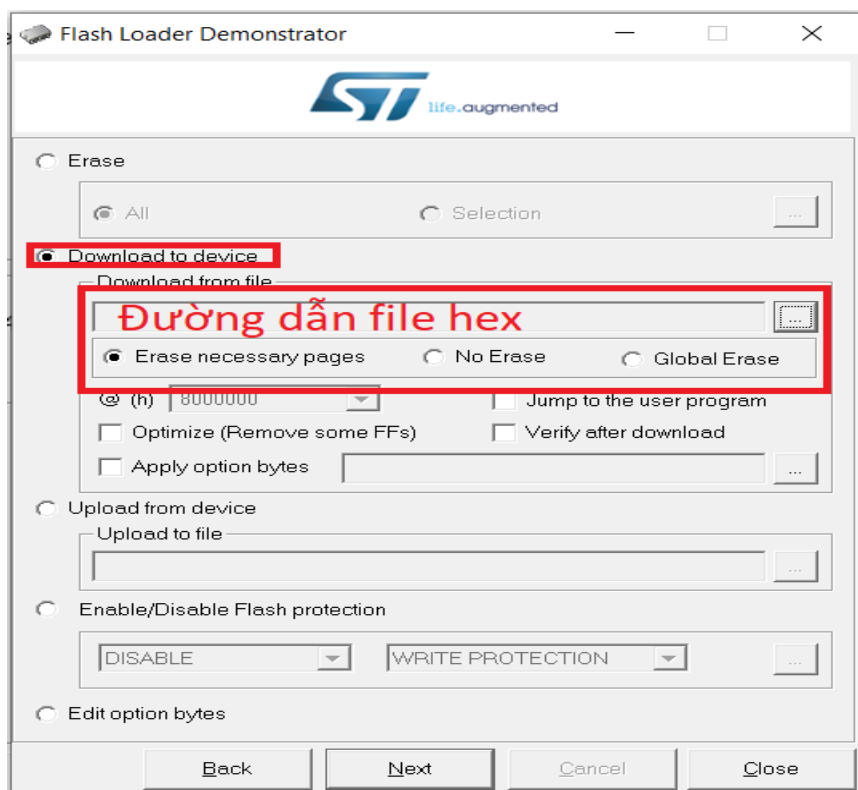 Flash Loader Demonstrator
ST life.augmented
Erase
All Selection ...
Download to device
Download from file
Đường dẫn file hex ...
Erase necessary pages No Erase Global Erase
@ (h) 8000000 Jump to the user program
Optimize (Remove some FFs) Verify after download
Apply option bytes ...
Upload from device
Upload to file
...
Enable/Disable Flash protection
DISABLE WRITE PROTECTION ...
Edit option bytes
Back Next Cancel Close